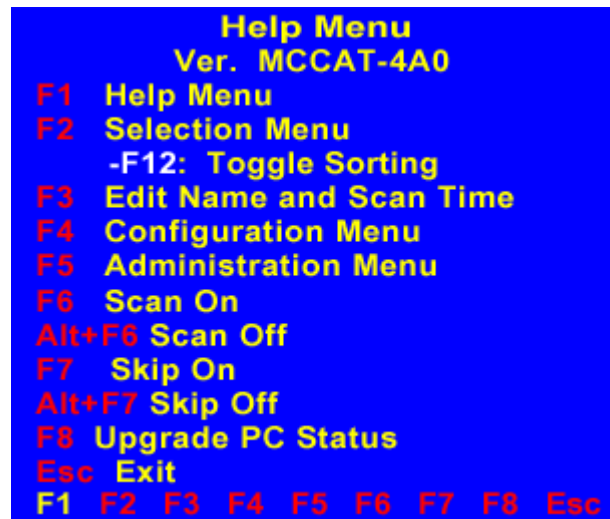 Help Menu
Ver. MCCAT-4A0
F1 Help Menu
F2 Selection Menu
-F12: Toggle Sorting
F3 Edit Name and Scan Time
F4 Configuration Menu
F5 Administration Menu
F6 Scan On
Alt+F6 Scan Off
F7 Skip On
Alt+F7 Skip Off
F8 Upgrade PC Status
Esc Exit
F1 F2 F3 F4 F5 F6 F7 F8 Esc